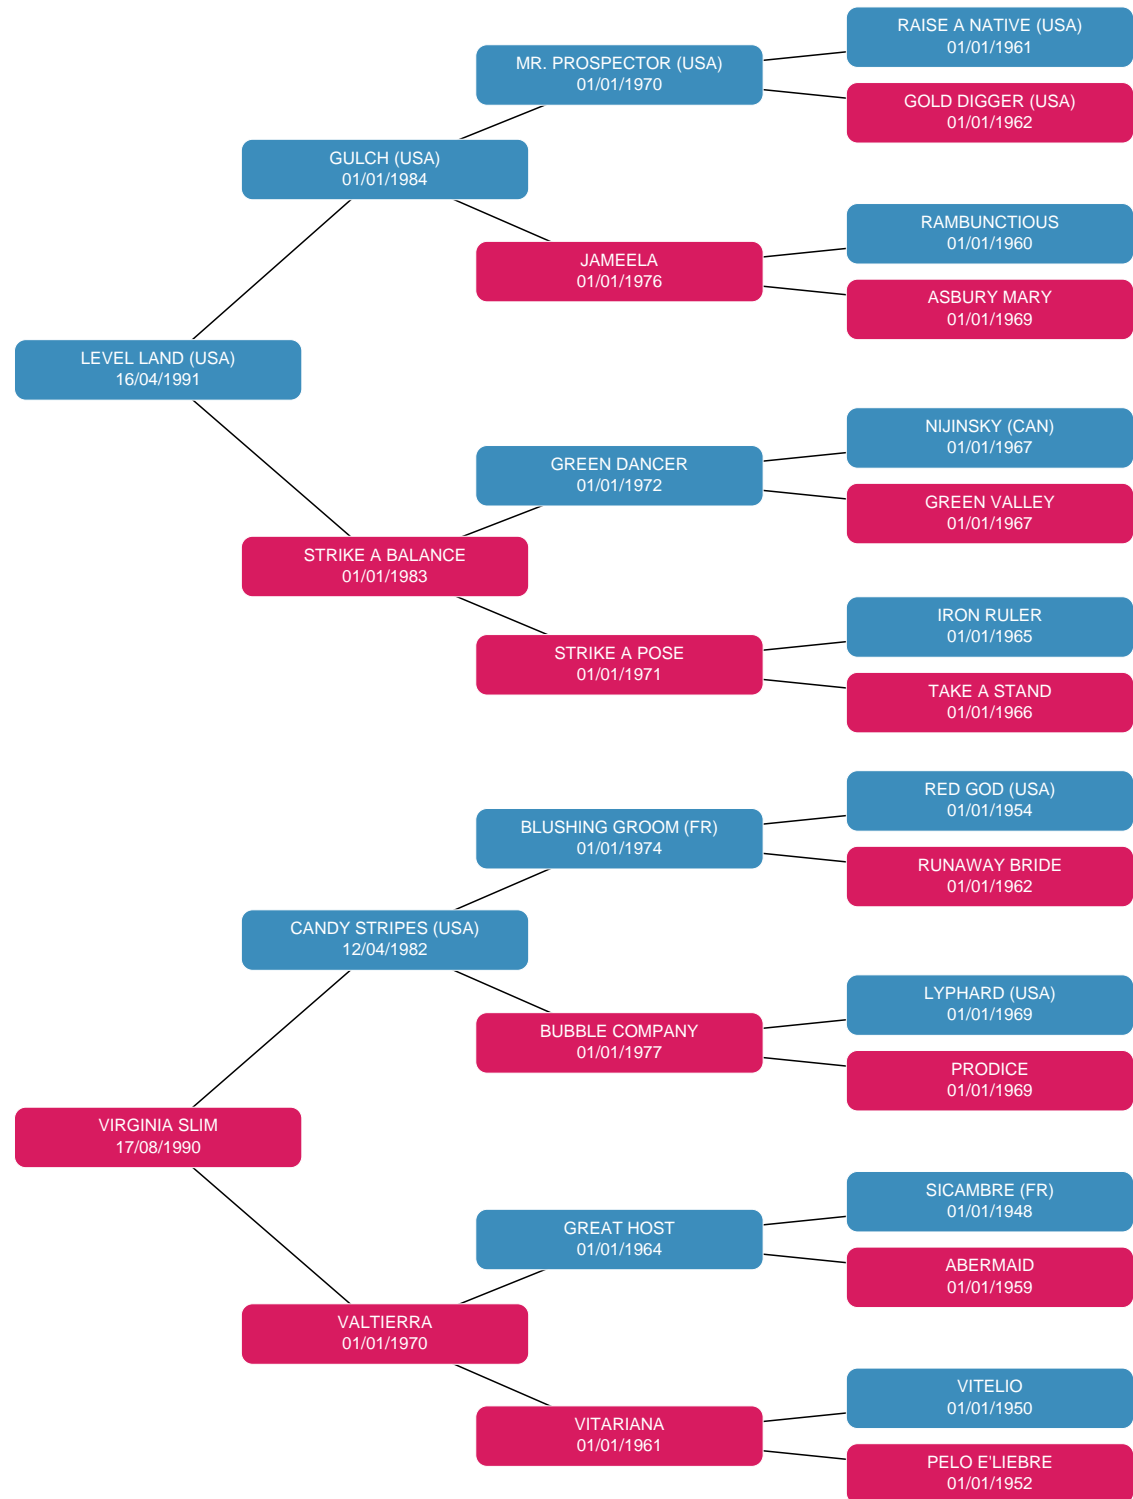 RAISE A NATIVE (USA)
01/01/1961
MR. PROSPECTOR (USA)
01/01/1970
GOLD DIGGER (USA)
01/01/1962
GULCH (USA)
01/01/1984
RAMBUNCTIOUS
01/01/1960
JAMEELA
01/01/1976
ASBURY MARY
01/01/1969
LEVEL LAND (USA)
16/04/1991
NIJINSKY (CAN)
01/01/1967
GREEN DANCER
01/01/1972
GREEN VALLEY
01/01/1967
STRIKE A BALANCE
01/01/1983
IRON RULER
01/01/1965
STRIKE A POSE
01/01/1971
TAKE A STAND
01/01/1966
RED GOD (USA)
01/01/1954
BLUSHING GROOM (FR)
01/01/1974
RUNAWAY BRIDE
01/01/1962
CANDY STRIPES (USA)
12/04/1982
LYPHARD (USA)
01/01/1969
BUBBLE COMPANY
01/01/1977
PRODICE
01/01/1969
VIRGINIA SLIM
17/08/1990
SICAMBRE (FR)
01/01/1948
GREAT HOST
01/01/1964
ABERMAID
01/01/1959
VALTIERRA
01/01/1970
VITELIO
01/01/1950
VITARIANA
01/01/1961
PELO E'LIEBRE
01/01/1952